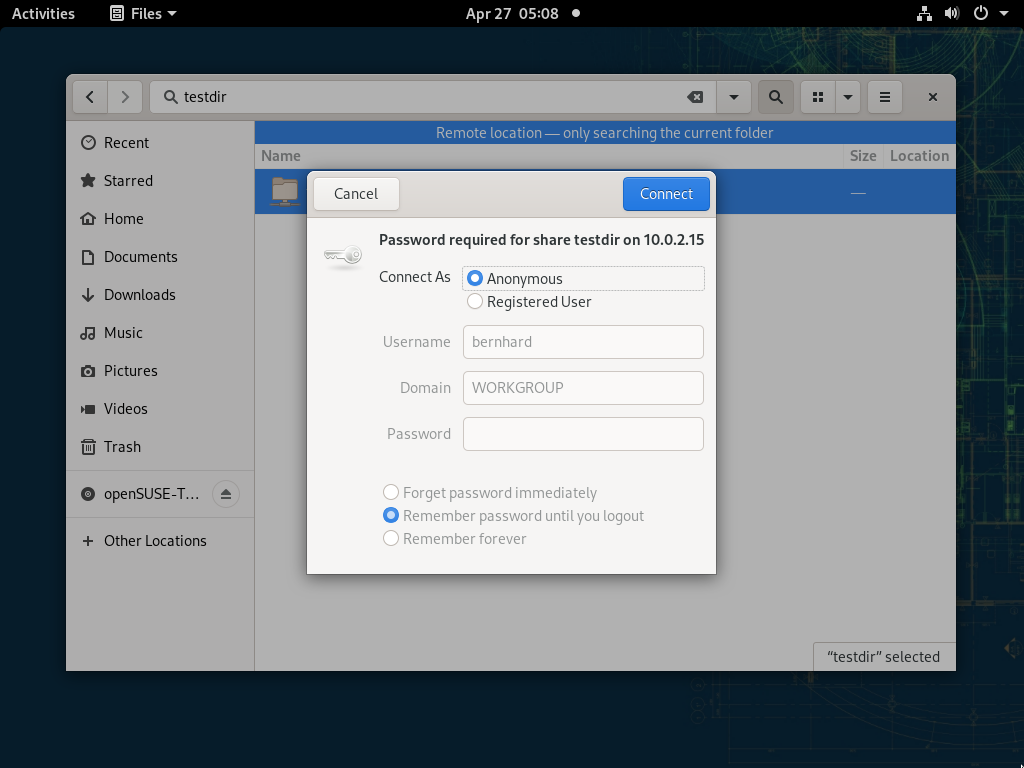 Activities Files Apr 27 05:08
testdir
Recent
Starred
Home
Documents
Downloads
Music
Pictures
Videos
Trash
openSUSE-T…
Other Locations
Remote location — only searching the current folder
Name Size Location
—
Cancel Connect
Password required for share testdir on 10.0.2.15
Connect As Anonymous
Registered User
Username bernhard
Domain WORKGROUP
Password
Forget password immediately
Remember password until you logout
Remember forever
“testdir” selected